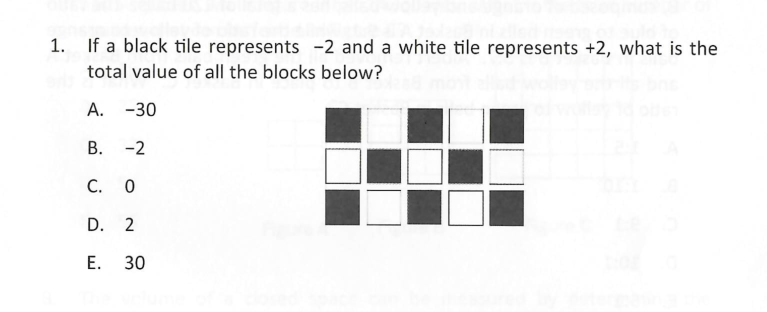 1. If a black tile represents −2 and a white tile represents +2, what is the
total value of all the blocks below?
A. −30
B. −2
C. 0
D. 2
E. 30